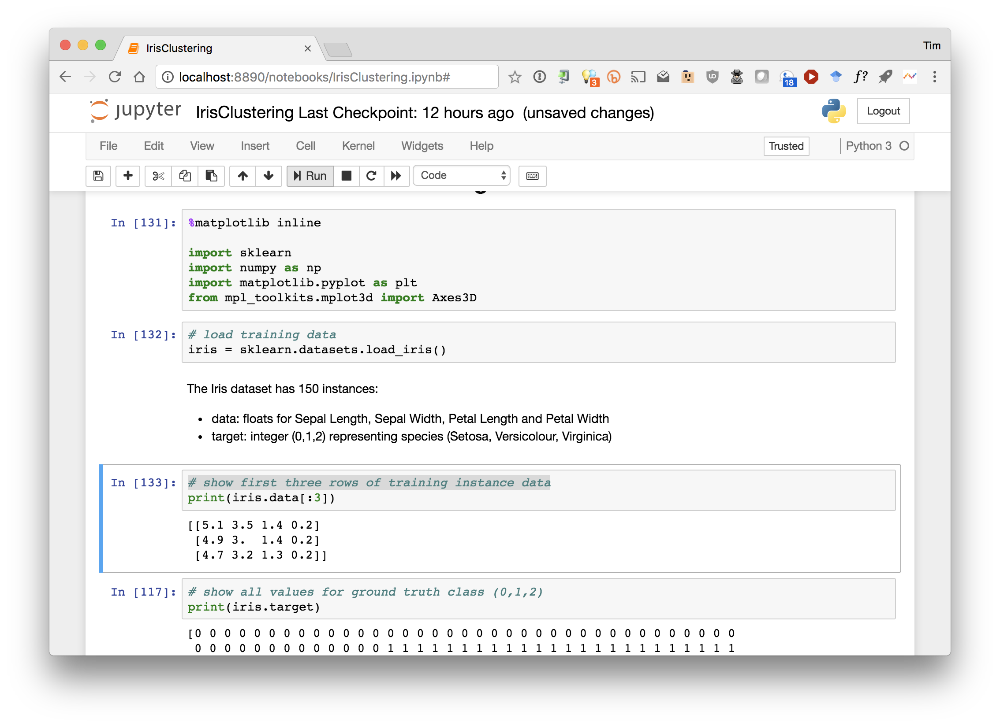 IrisClustering
Tim
localhost:8890/notebooks/IrisClustering.ipynb#
3
18
f?
jupyter IrisClustering Last Checkpoint: 12 hours ago (unsaved changes)
Logout
File Edit View Insert Cell Kernel Widgets Help Trusted Python 3
Run Code
In [131]: %matplotlib inline
import sklearn
import numpy as np
import matplotlib.pyplot as plt
from mpl_toolkits.mplot3d import Axes3D
In [132]: # load training data
iris = sklearn.datasets.load_iris()
The Iris dataset has 150 instances:
• data: floats for Sepal Length, Sepal Width, Petal Length and Petal Width
• target: integer (0,1,2) representing species (Setosa, Versicolour, Virginica)
In [133]: # show first three rows of training instance data
print(iris.data[:3])
[[5.1 3.5 1.4 0.2]
[4.9 3.  1.4 0.2]
[4.7 3.2 1.3 0.2]]
In [117]: # show all values for ground truth class (0,1,2)
print(iris.target)
[0 0 0 0 0 0 0 0 0 0 0 0 0 0 0 0 0 0 0 0 0 0 0 0 0 0 0 0 0 0 0 0 0 0 0 0 0
0 0 0 0 0 0 0 0 0 0 0 0 0 1 1 1 1 1 1 1 1 1 1 1 1 1 1 1 1 1 1 1 1 1 1 1 1